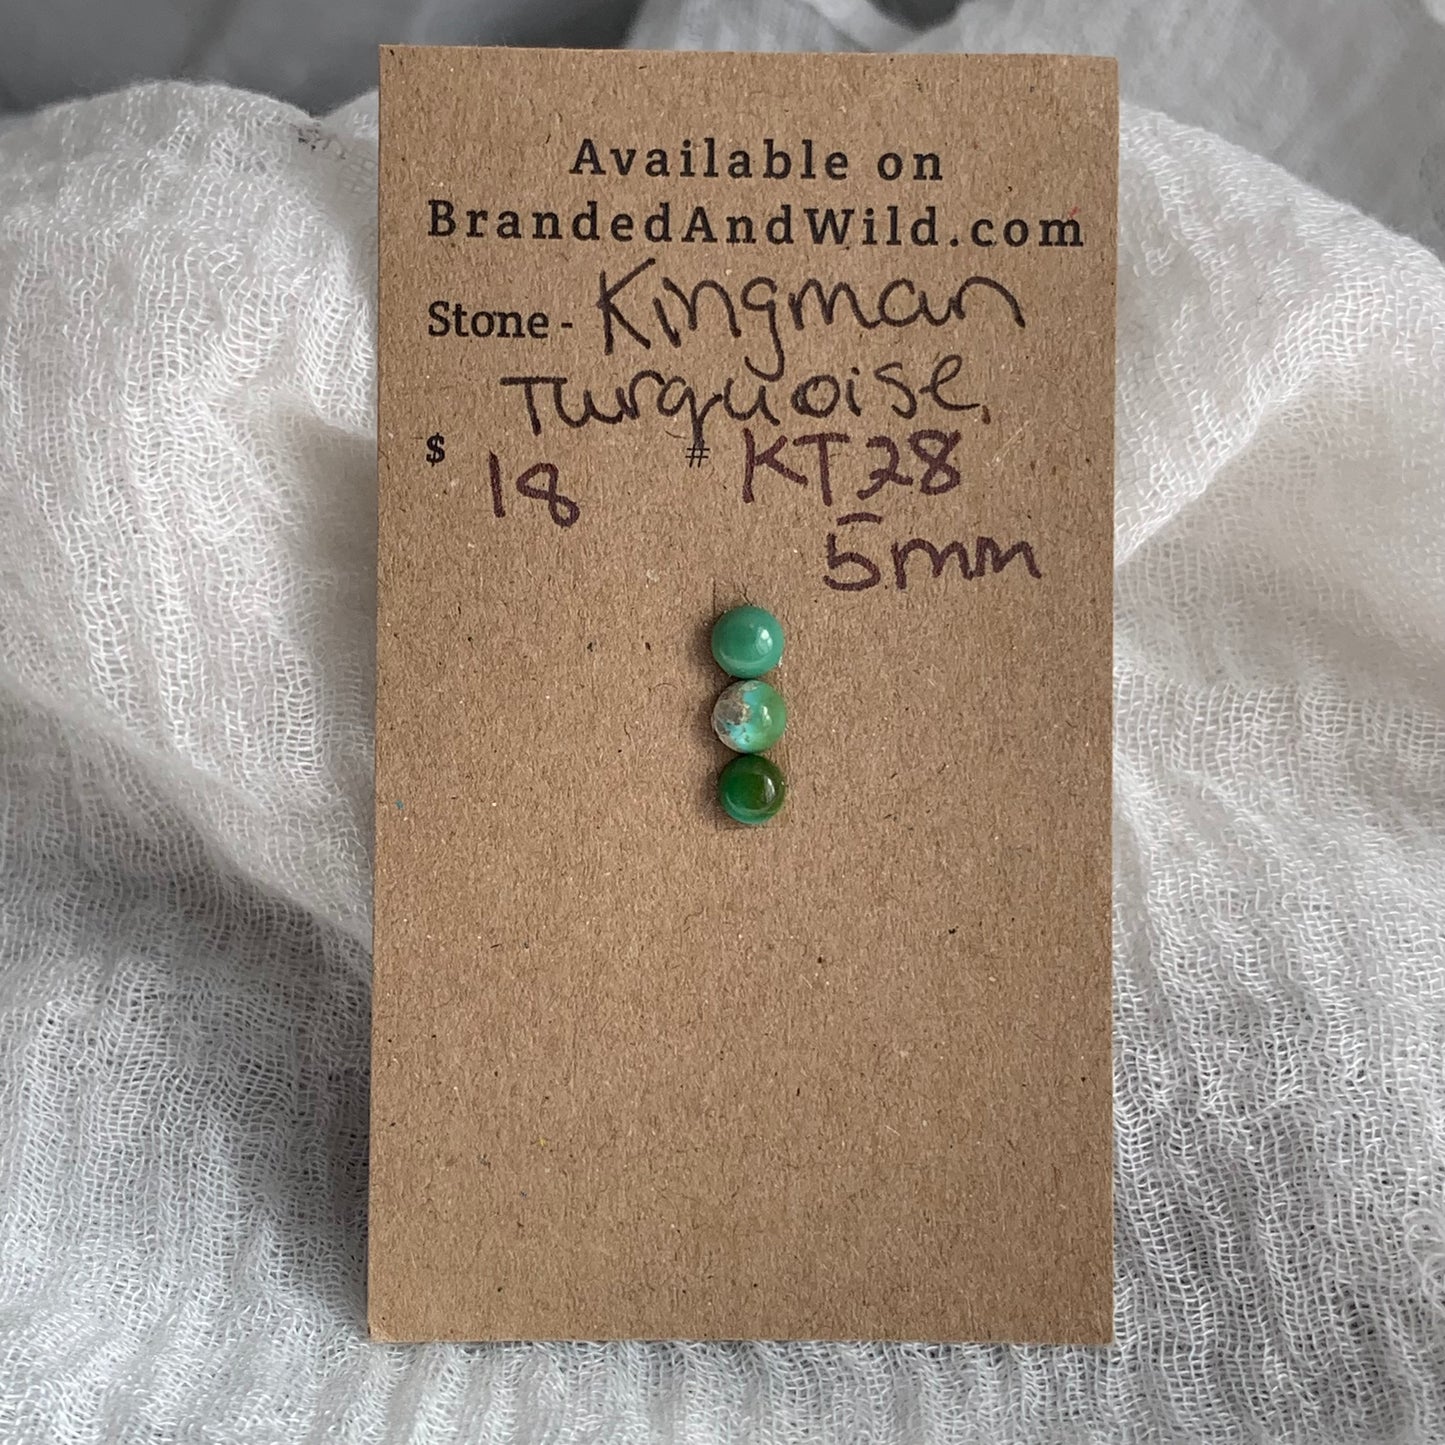 Available on
BrandedAndWild.com
Stone - Kingman
Turquoise.
$ 18 # KT28
5mm